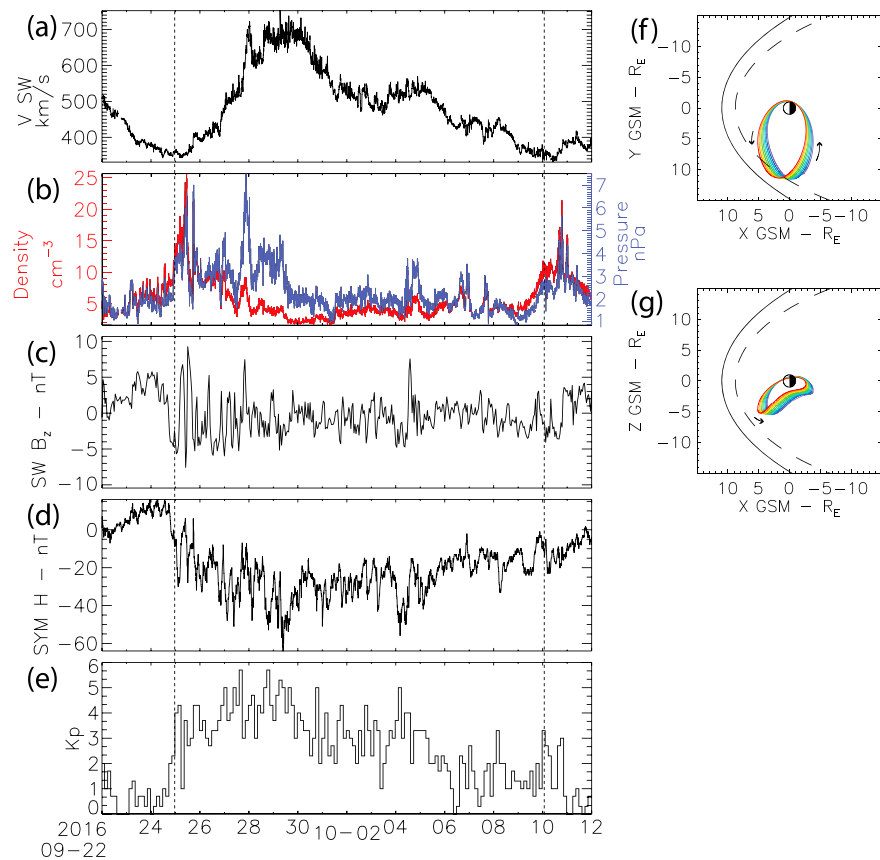 (a)
V SW
km/s
700
600
500
400
(b)
Density
cm⁻³
25
20
15
10
5
7
6
5
4
3
2
1
Pressure
nPa
(c)
SW B_z − nT
10
5
0
−5
−10
(d)
SYM H − nT
0
−20
−40
−60
(e)
Kp
6
5
4
3
2
1
0
24 26 28 30 10−02 04 06 08 10 12
2016
09−22
(f)
Y GSM − R_E
−10
−5
0
5
10
10 5 0 −5 −10
X GSM − R_E
(g)
Z GSM − R_E
10
5
0
−5
−10
10 5 0 −5 −10
X GSM − R_E